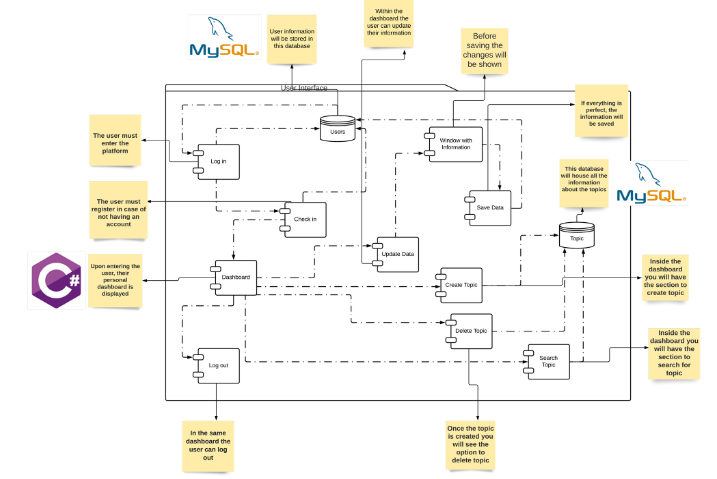 Within the
dashboard the
user can update
their information
User information
will be stored in
this database
MySQL
Before
saving the
changes will
be shown
User Interface
If everything is
perfect, the
information will
be saved
The user must
enter the
platform
Users
Log in
Window with
Information
This database
will house all the
information
about the topics
MySQL
The user must
register in case of
not having an
account
Check in
Save Data
Topic
Update Data
Upon entering the
user, their
personal
dashboard is
displayed
C#
Dashboard
Create Topic
Inside the
dashboard
you will have
the section to
create topic
Delete Topic
Inside the
dashboard you
will have the
section to
search for
topic
Log out
Search
Topic
In the same
dashboard the
user can log
out
Once the topic
is created you
will see the
option to
delete topic